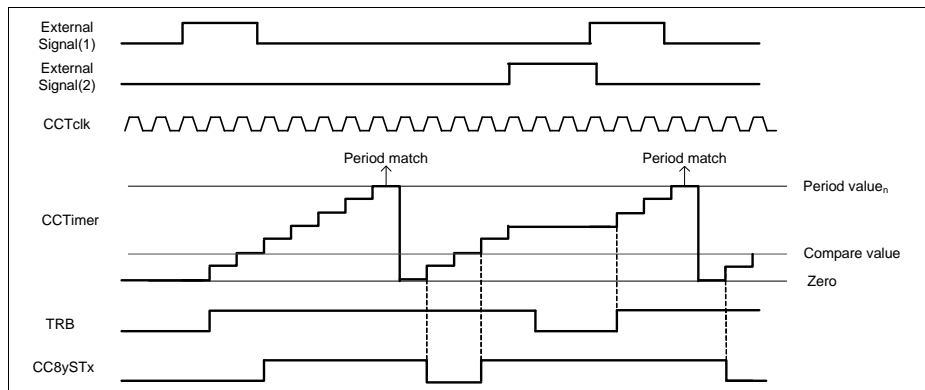 External
Signal(1)
External
Signal(2)
CCTclk
Period match
Period match
Period valueₙ
CCTimer
Compare value
Zero
TRB
CC8ySTx